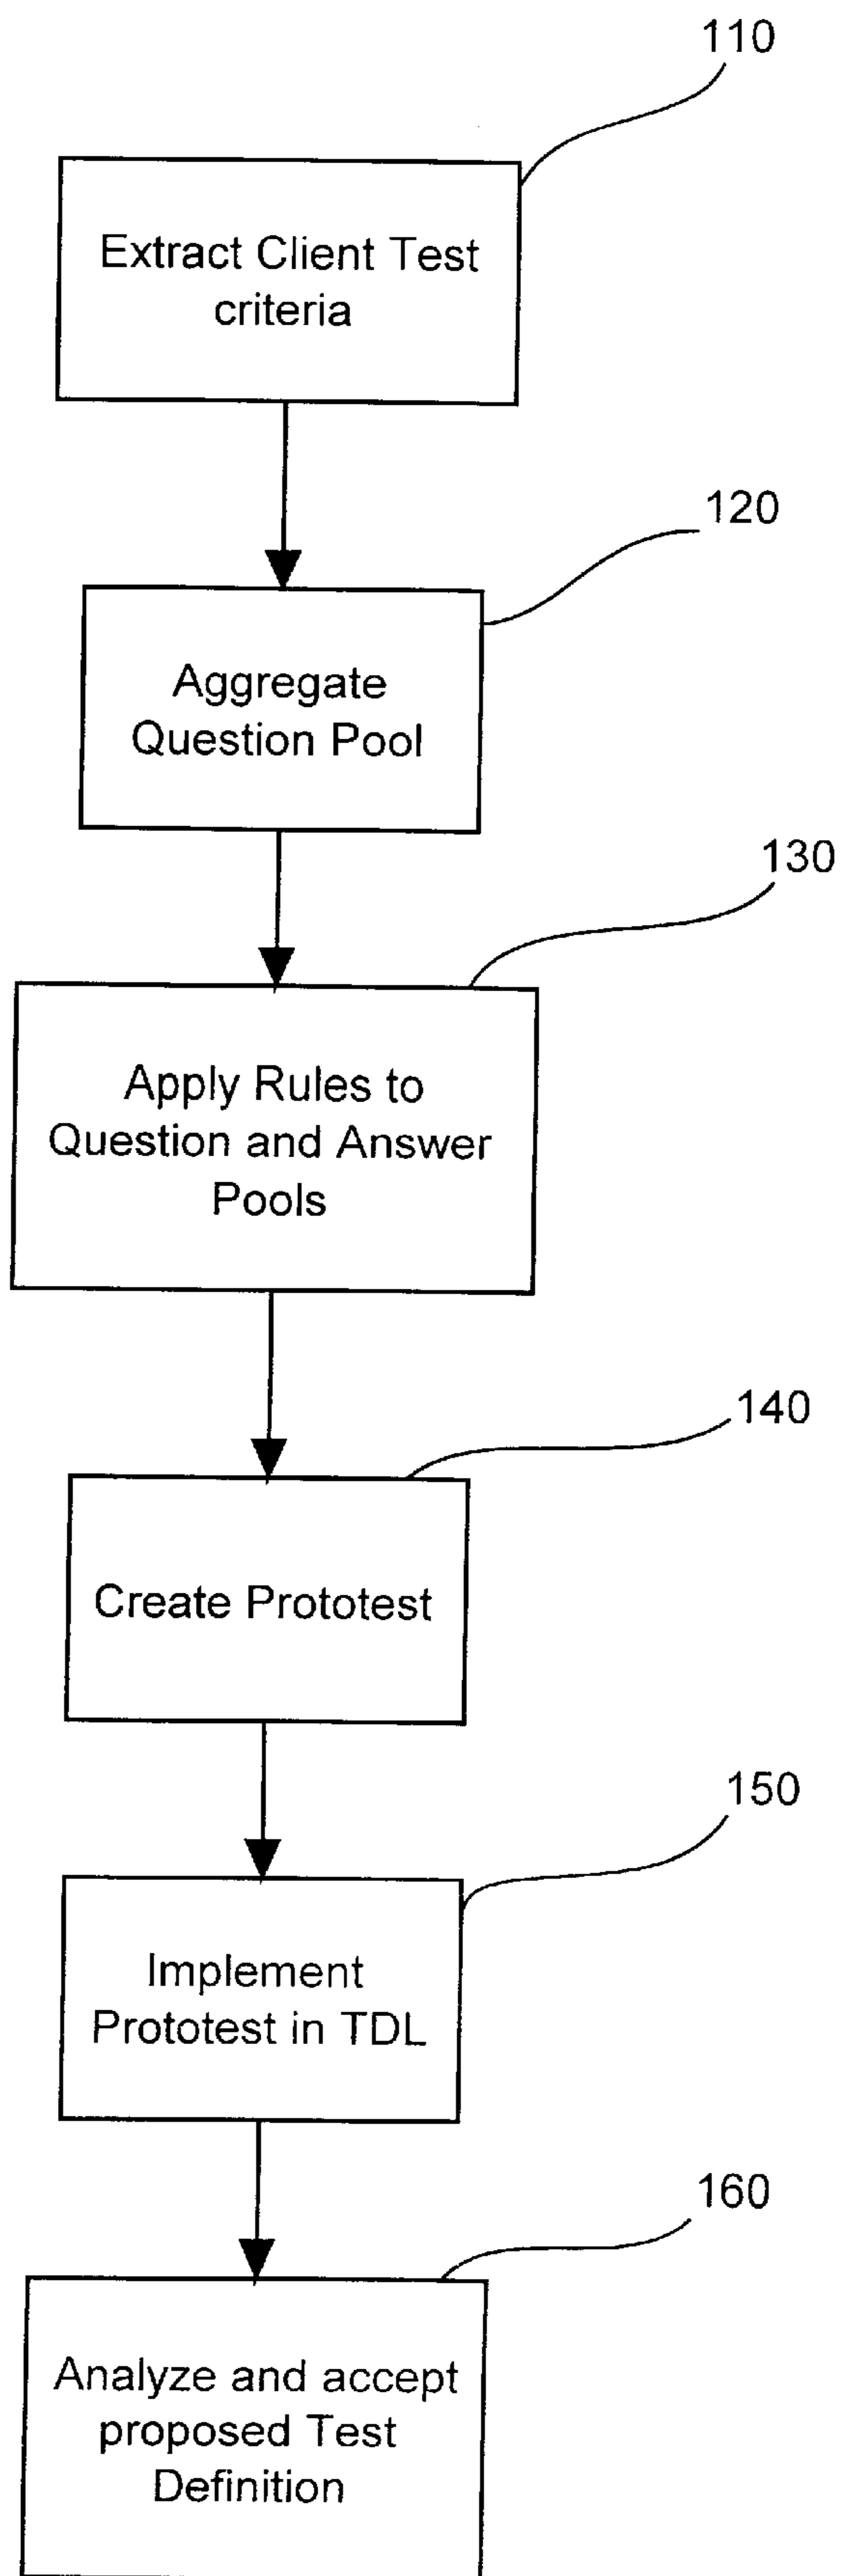 110
Extract Client Test
criteria
120
Aggregate
Question Pool
130
Apply Rules to
Question and Answer
Pools
140
Create Prototest
150
Implement
Prototest in TDL
160
Analyze and accept
proposed Test
Definition